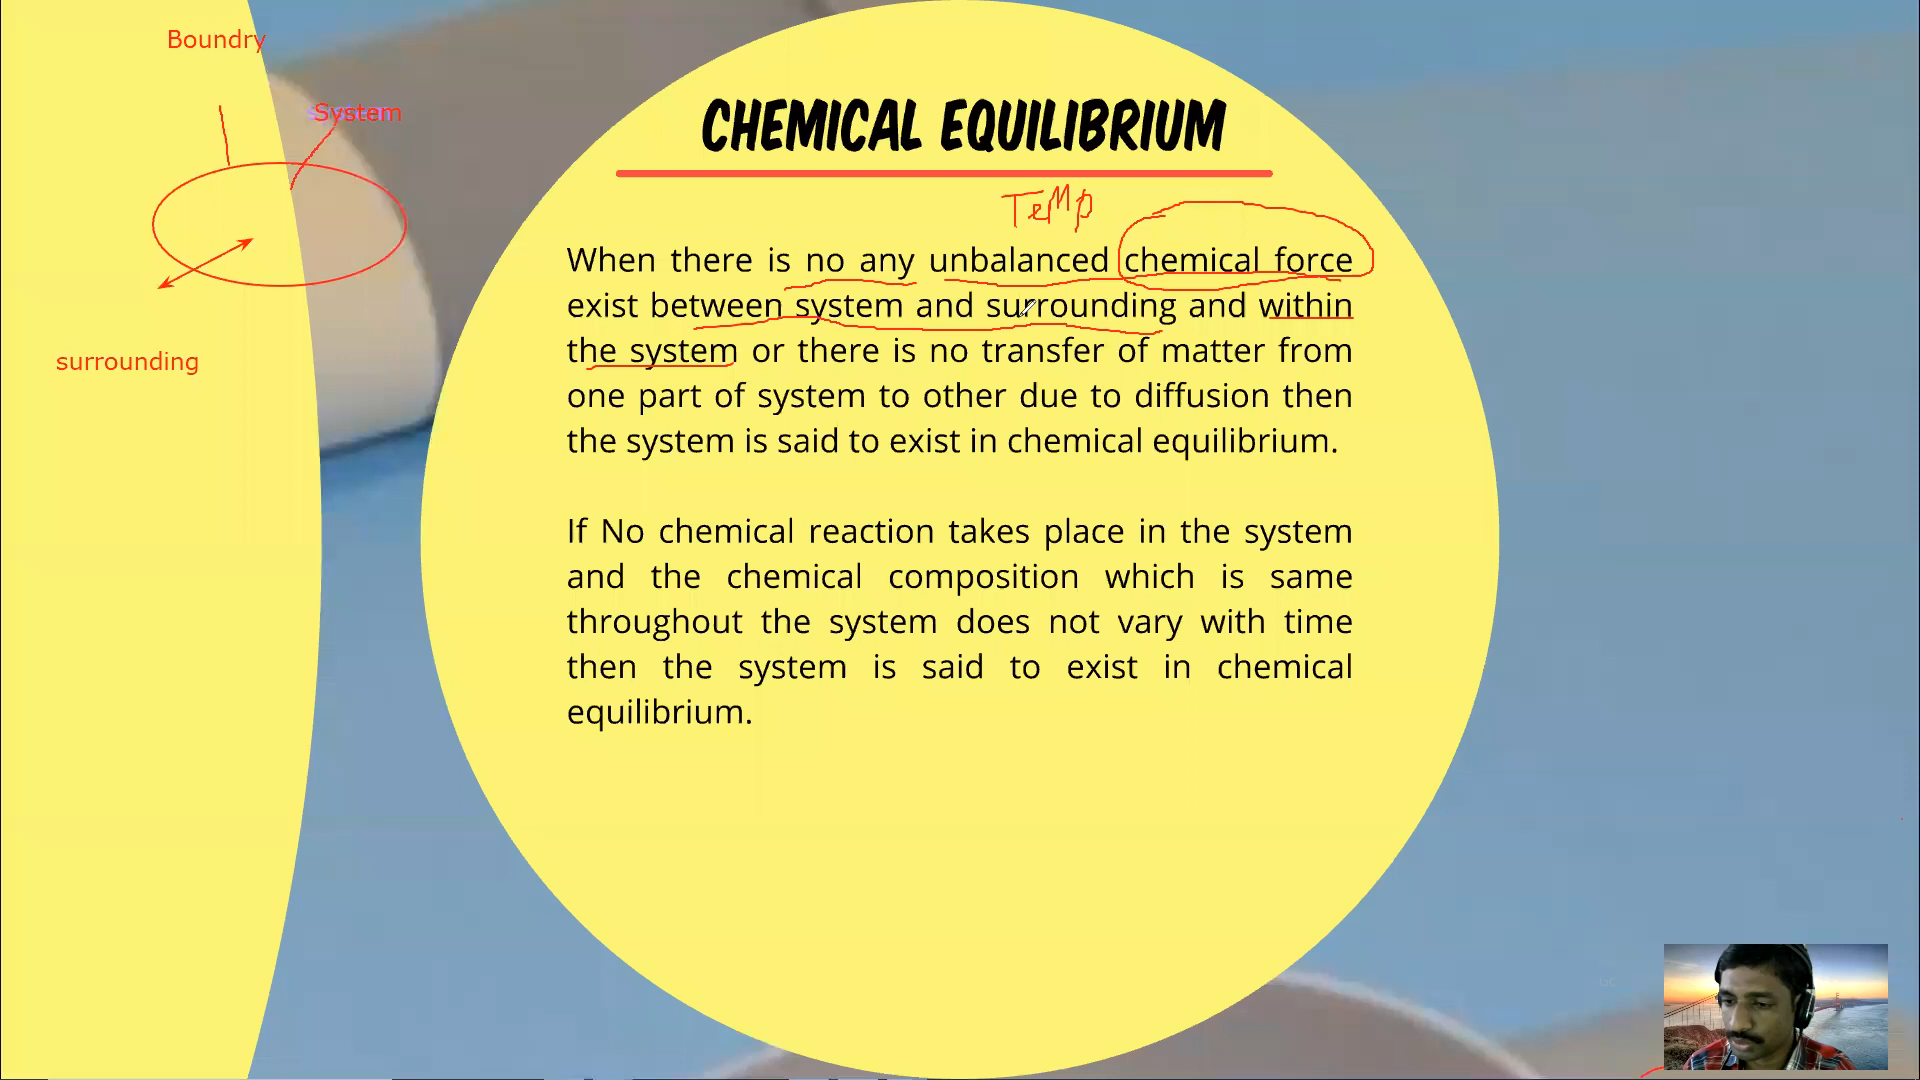 Boundry
System
surrounding
CHEMICAL EQUILIBRIUM
TeMp
When there is no any unbalanced chemical force
exist between system and surrounding and within
the system or there is no transfer of matter from
one part of system to other due to diffusion then
the system is said to exist in chemical equilibrium.
If No chemical reaction takes place in the system
and the chemical composition which is same
throughout the system does not vary with time
then the system is said to exist in chemical
equilibrium.